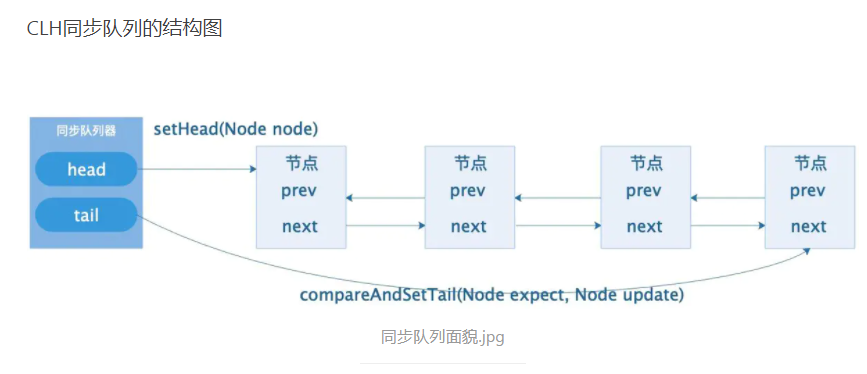 CLH同步队列的结构图
同步队列器
setHead(Node node)
head
tail
节点
prev
next
节点
prev
next
节点
prev
next
节点
prev
next
compareAndSetTail(Node expect, Node update)
同步队列面貌.jpg